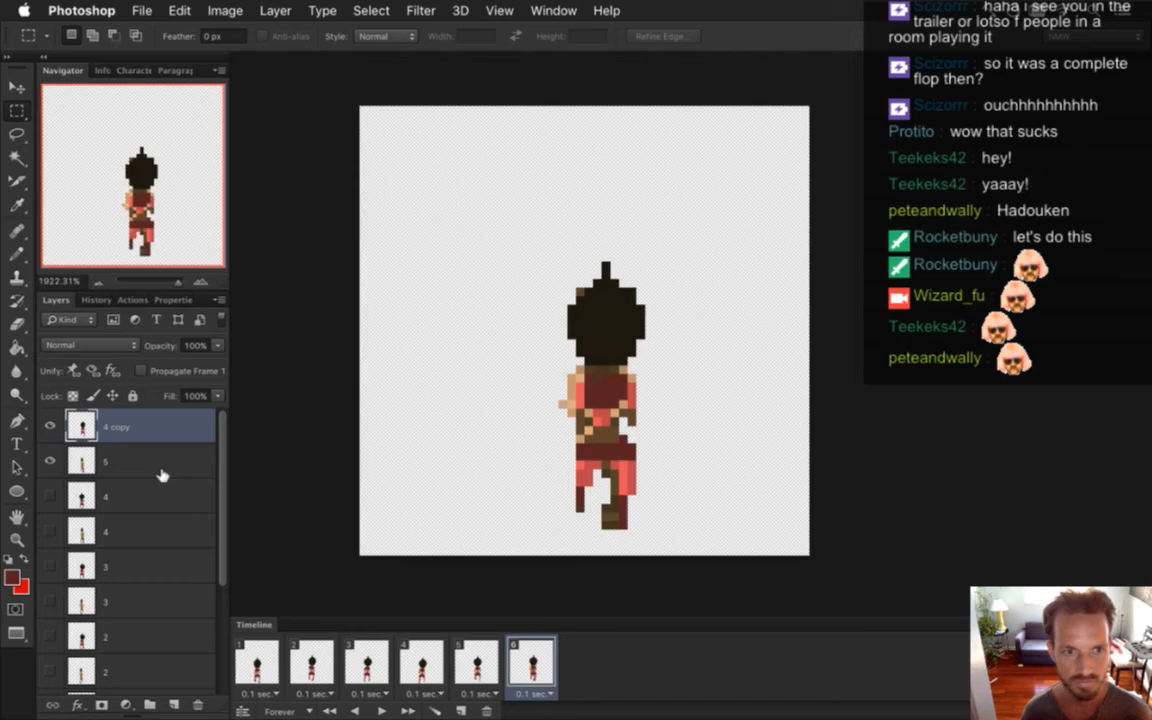 Photoshop File Edit Image Layer Type Select Filter 3D View Window Help
Feather: 0 px Anti-alias Style: Normal Width: Height: Refine Edge...
Navigator Info Characte Paragraj
1922.31%
Layers History Actions Propertie
Kind
Normal Opacity: 100%
Unify: Propagate Frame 1
Lock: Fill: 100%
4 copy
5
4
4
3
3
2
2
Timeline
1 2 3 4 5 6
0.1 sec. 0.1 sec. 0.1 sec. 0.1 sec. 0.1 sec. 0.1 sec.
Forever
Scizorrr : haha i see you in the
trailer or lotso f people in a
room playing it
Scizorrr : so it was a complete
flop then?
Scizorrr : ouchhhhhhhhhh
Protito : wow that sucks
Teekeks42 : hey!
Teekeks42 : yaaay!
peteandwally : Hadouken
Rocketbuny : let's do this
Rocketbuny :
Wizard_fu :
Teekeks42 :
peteandwally :